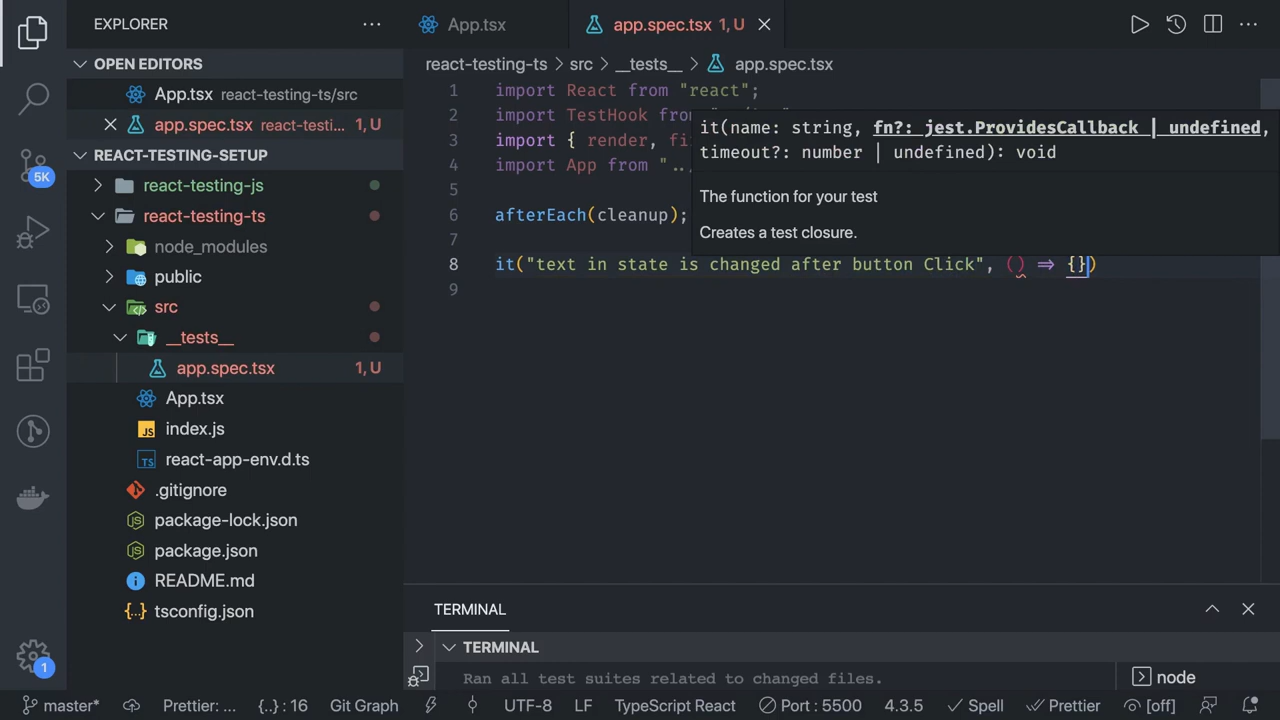 EXPLORER
OPEN EDITORS
App.tsx react-testing-ts/src
app.spec.tsx react-testi... 1, U
REACT-TESTING-SETUP
react-testing-js
react-testing-ts
node_modules
public
src
__tests__
app.spec.tsx 1, U
App.tsx
index.js
react-app-env.d.ts
.gitignore
package-lock.json
package.json
README.md
tsconfig.json
5K
1
App.tsx
app.spec.tsx 1, U
react-testing-ts > src > __tests__ > app.spec.tsx
1 import React from "react";
2 import TestHook from
3 import { render, fi
4 import App from "..
5
6 afterEach(cleanup);
7
8 it("text in state is changed after button Click", () => {})
9
it(name: string, fn?: jest.ProvidesCallback | undefined,
timeout?: number | undefined): void
The function for your test
Creates a test closure.
TERMINAL
TERMINAL
Ran all test suites related to changed files.
node
master* Prettier: ... {..} : 16 Git Graph UTF-8 LF TypeScript React Port : 5500 4.3.5 Spell Prettier [off]